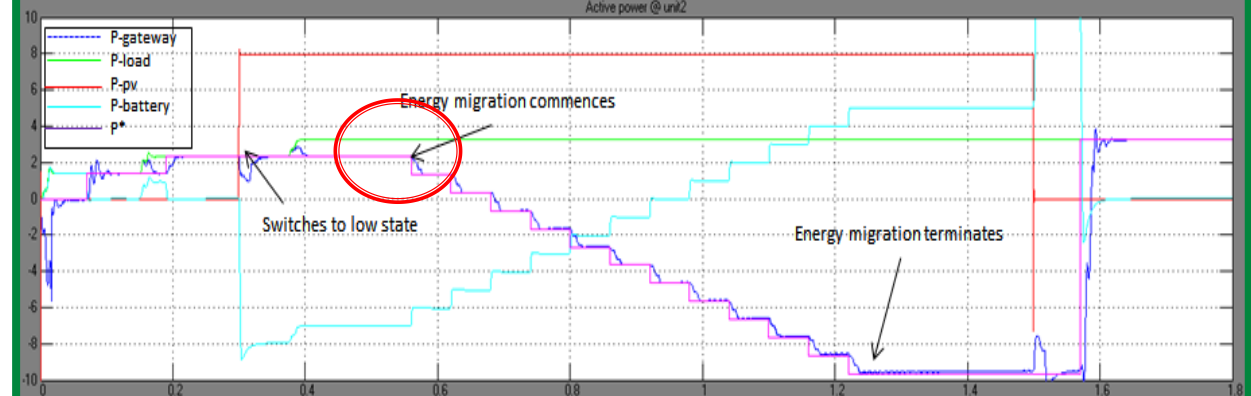 Active power @ unit2
10
8
6
4
2
0
-2
-4
-6
-8
-10
P-gateway
P-load
P-pv
P-battery
P*
Energy migration commences
Switches to low state
Energy migration terminates
0 0.2 0.4 0.6 0.8 1 1.2 1.4 1.6 1.8